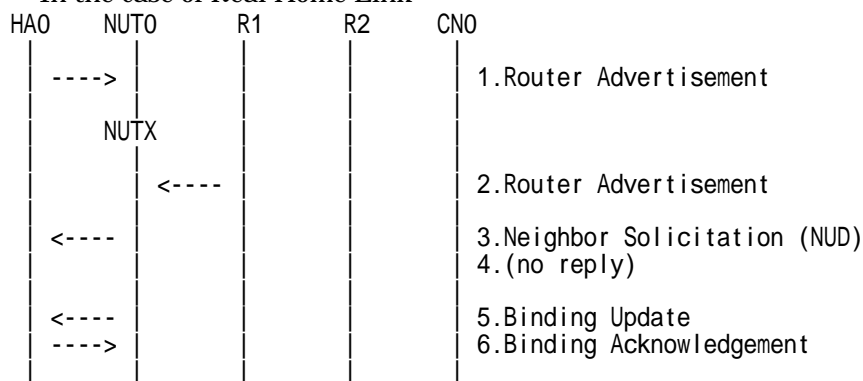 In the case of Real Home Link
HA0 NUT0 R1 R2 CN0
----> 1.Router Advertisement
NUTX
<---- 2.Router Advertisement
<---- 3.Neighbor Solicitation (NUD)
4.(no reply)
<---- 5.Binding Update
----> 6.Binding Acknowledgement